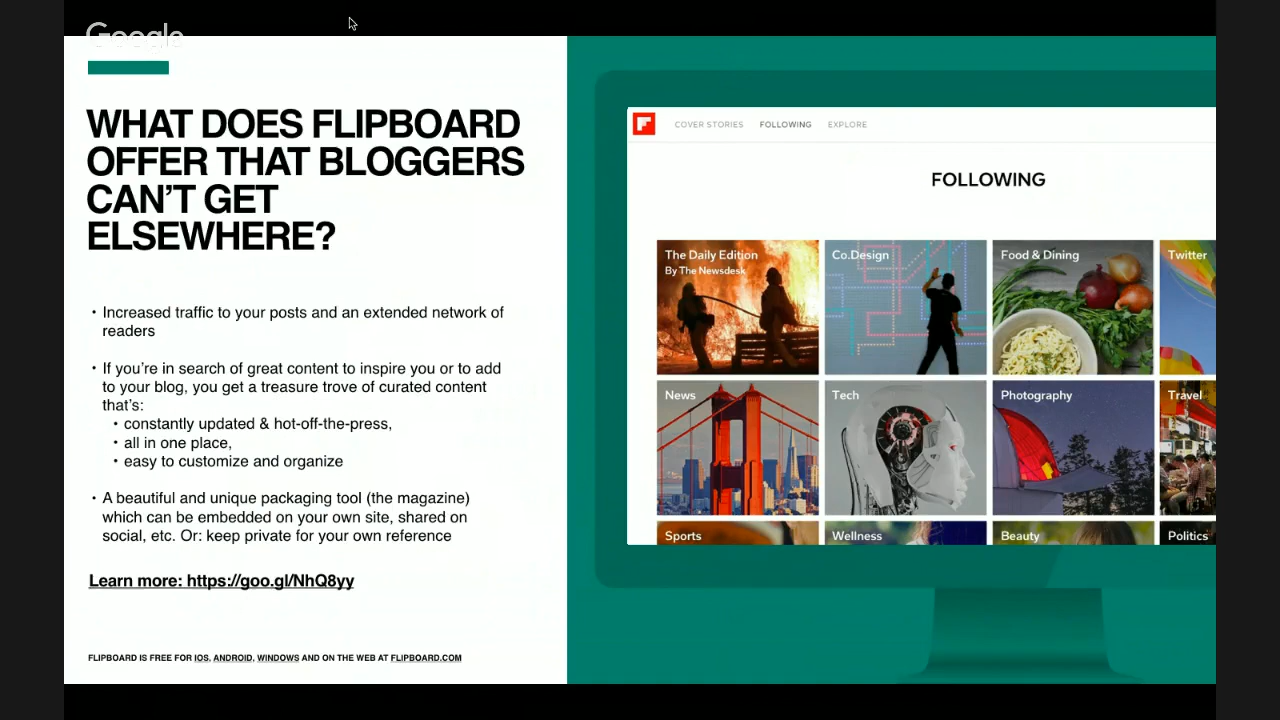 Google
WHAT DOES FLIPBOARD
OFFER THAT BLOGGERS
CAN'T GET
ELSEWHERE?
• Increased traffic to your posts and an extended network of
readers
• If you're in search of great content to inspire you or to add
to your blog, you get a treasure trove of curated content
that's:
• constantly updated & hot-off-the-press,
• all in one place,
• easy to customize and organize
• A beautiful and unique packaging tool (the magazine)
which can be embedded on your own site, shared on
social, etc. Or: keep private for your own reference
Learn more: https://goo.gl/NhQ8yy
FLIPBOARD IS FREE FOR IOS, ANDROID, WINDOWS AND ON THE WEB AT FLIPBOARD.COM
COVER STORIES FOLLOWING EXPLORE
FOLLOWING
The Daily Edition
By The Newsdesk
Co.Design
Food & Dining
Twitter
News
Tech
Photography
Travel
Sports
Wellness
Beauty
Politics